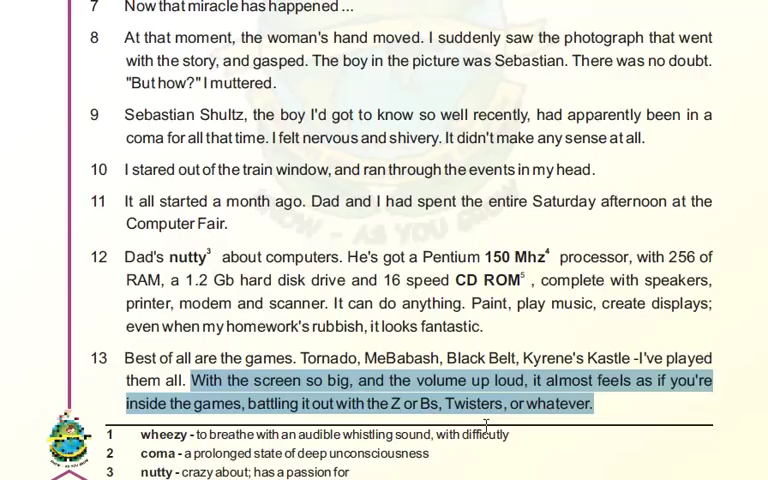 7 Now that miracle has happened ...
8 At that moment, the woman's hand moved. I suddenly saw the photograph that went
with the story, and gasped. The boy in the picture was Sebastian. There was no doubt.
"But how?" I muttered.
9 Sebastian Shultz, the boy I'd got to know so well recently, had apparently been in a
coma for all that time. I felt nervous and shivery. It didn't make any sense at all.
10 I stared out of the train window, and ran through the events in my head.
11 It all started a month ago. Dad and I had spent the entire Saturday afternoon at the
Computer Fair.
12 Dad's nutty3 about computers. He's got a Pentium 150 Mhz4 processor, with 256 of
RAM, a 1.2 Gb hard disk drive and 16 speed CD ROM5 , complete with speakers,
printer, modem and scanner. It can do anything. Paint, play music, create displays;
even when my homework's rubbish, it looks fantastic.
13 Best of all are the games. Tornado, MeBabash, Black Belt, Kyrene's Kastle -I've played
them all. With the screen so big, and the volume up loud, it almost feels as if you're
inside the games, battling it out with the Z or Bs, Twisters, or whatever.
1 wheezy - to breathe with an audible whistling sound, with difficutly
2 coma - a prolonged state of deep unconsciousness
3 nutty - crazy about; has a passion for